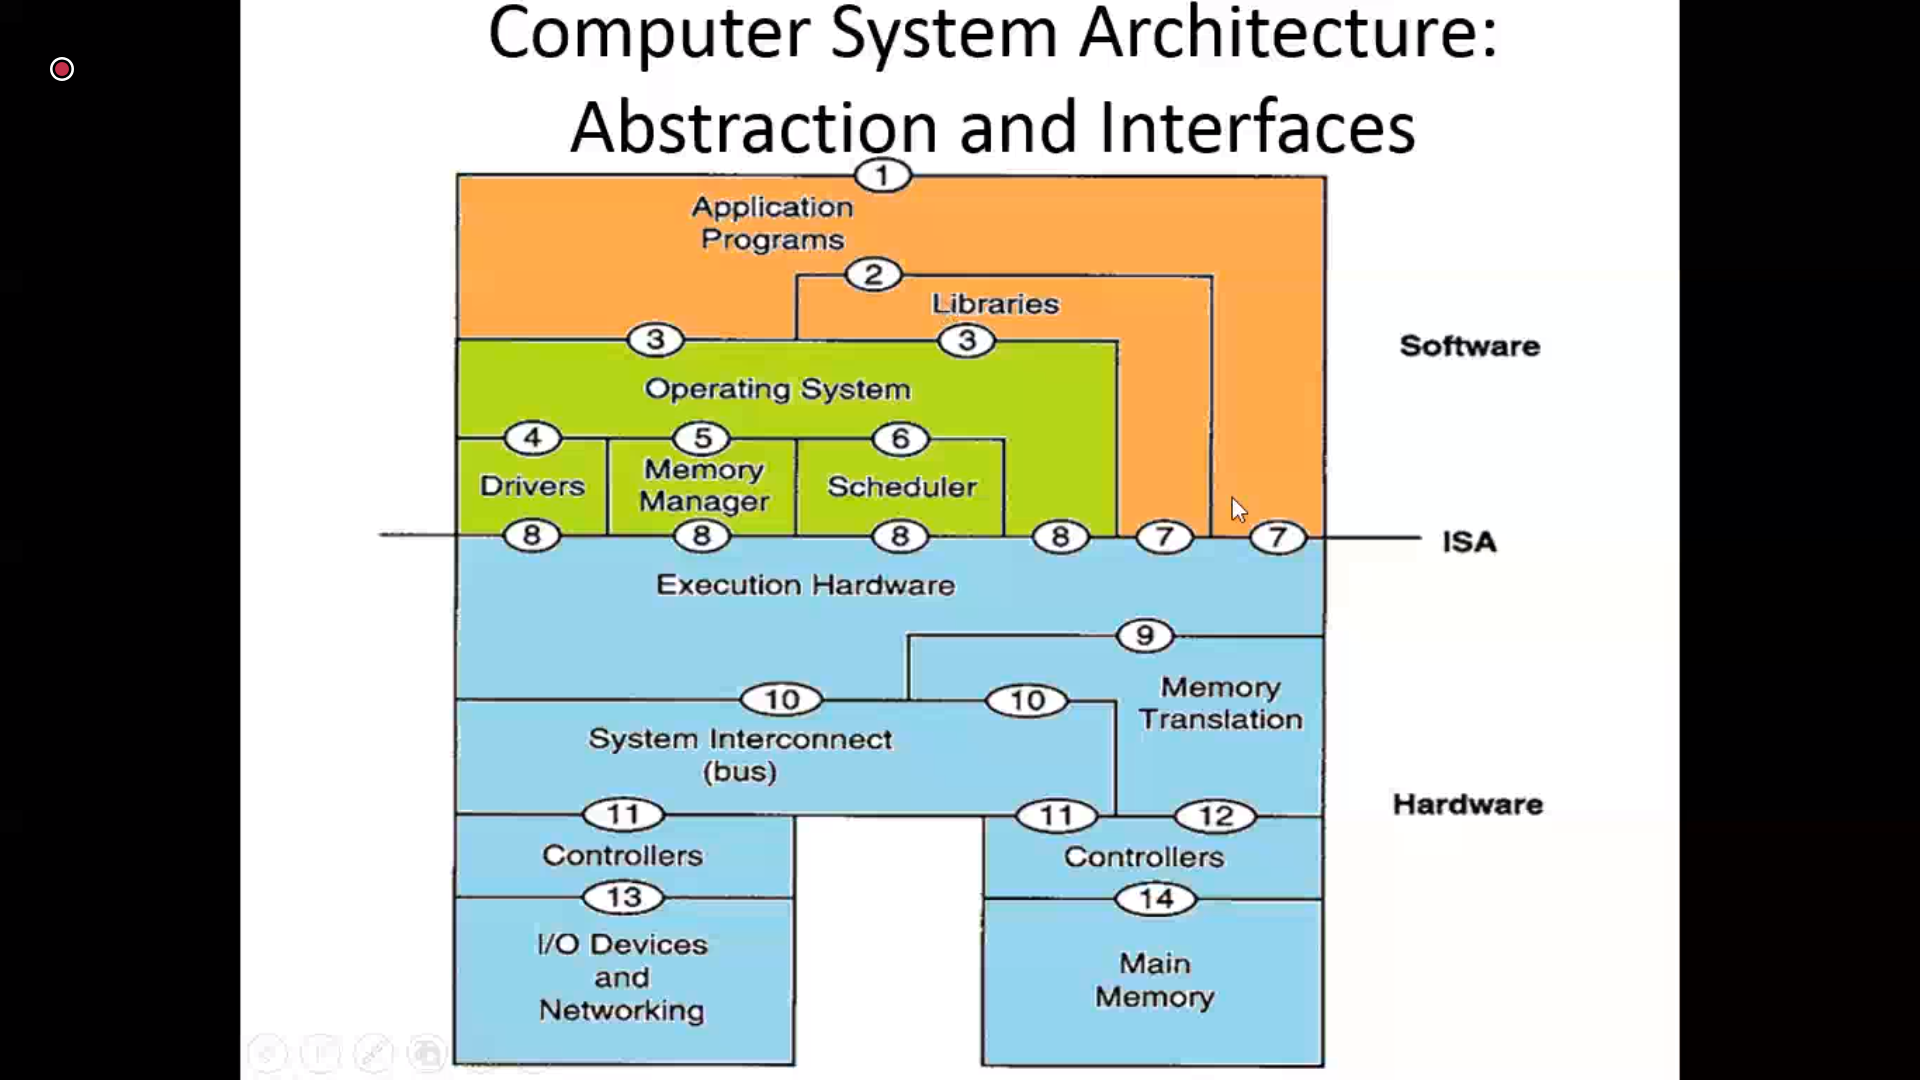 Computer System Architecture:
Abstraction and Interfaces
1
Application
Programs
2
Libraries
3
3
Software
Operating System
4
5
6
Drivers
Memory
Manager
Scheduler
8
8
8
8
7
7
ISA
Execution Hardware
9
10
10
Memory
Translation
System Interconnect
(bus)
Hardware
11
11
12
Controllers
Controllers
13
14
I/O Devices
and
Networking
Main
Memory